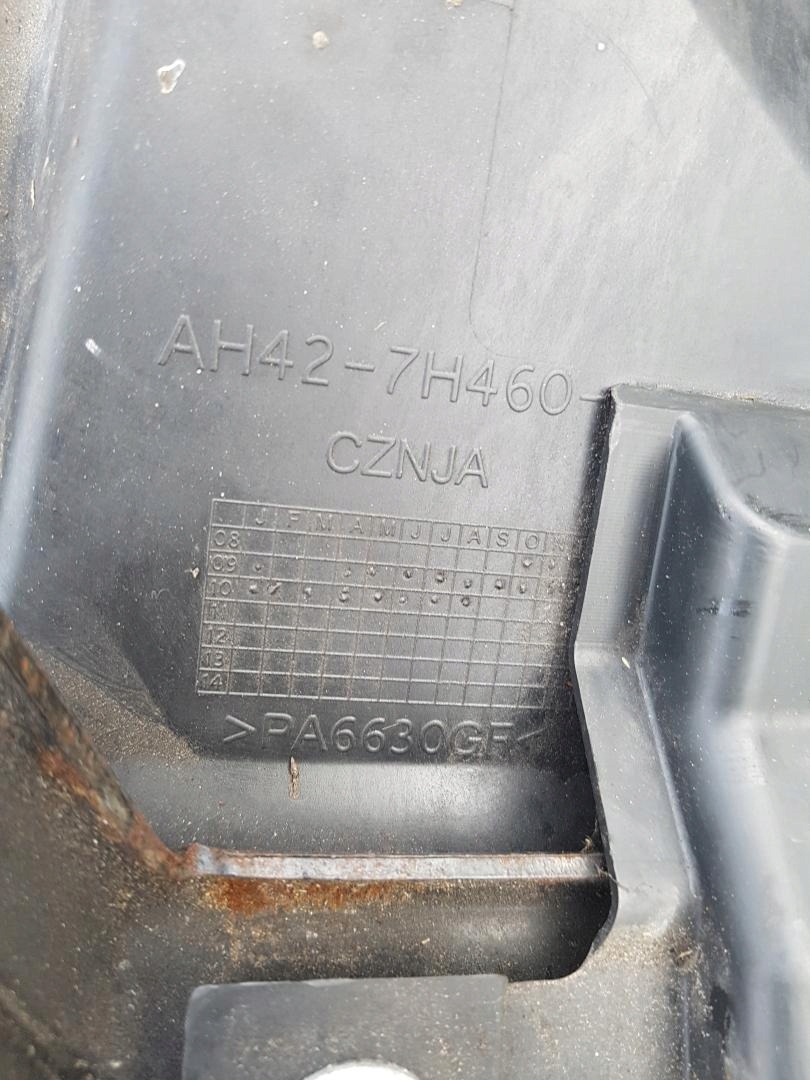 AH42-7H460-
CZNJA
J F M A M J J A S O N
08
09
10
11
12
13
14
>PA6630GF<